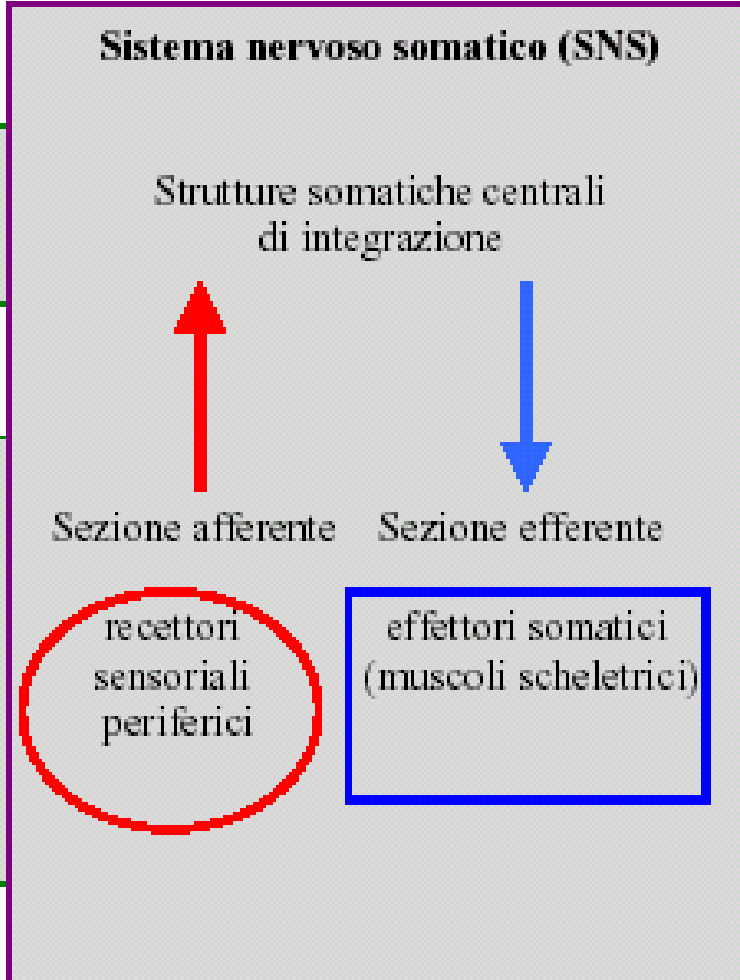 Sistema nervoso somatico (SNS)
Strutture somatiche centrali
di integrazione
Sezione afferente
Sezione efferente
recettori
sensoriali
periferici
effettori somatici
(muscoli scheletrici)